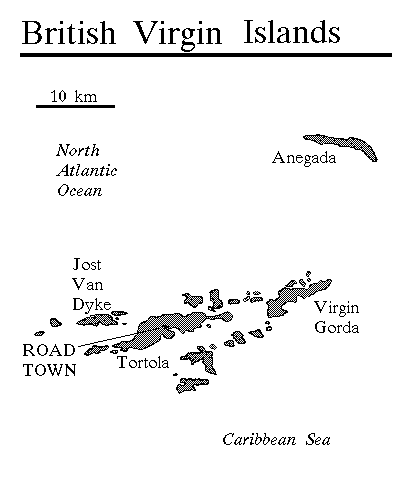 British Virgin Islands
10 km
North
Atlantic
Ocean
Anegada
Jost
Van
Dyke
Virgin
Gorda
ROAD
TOWN
Tortola
Caribbean Sea